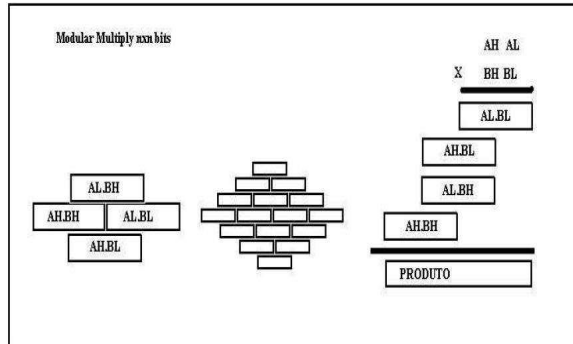 Modular Multiply nxn bits
AH AL
X BH BL
AL.BL
AH.BL
AL.BH
AH.BH
PRODUTO
AL.BH
AH.BH AL.BL
AH.BL